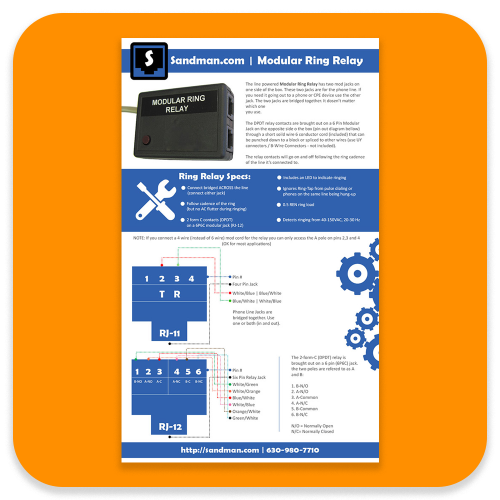 S
Sandman.com | Modular Ring Relay
MODULAR RING
RELAY
The line powered Modular Ring Relay has two mod jacks on
one side of the box. These two jacks are for the phone line. If
you need it going out to a phone or CPE device use the other
jack. The two jacks are bridged together. It doesn't matter
which one
you use.
The DPDT relay contacts are brought out on a 6 Pin Modular
Jack on the opposite side o the box (pin out diagram bellow)
through a short solid wire 6 conductor cord (included) that can
be punched down to a block or spliced to other wires (use UY
connectors / B-Wire Connectors - not included).
The relay contacts will go on and off following the ring cadence
of the line it's connected to.
Ring Relay Specs:
Connect bridged ACROSS the line
(connect either jack)
Follow cadence of the ring
(but no AC flutter during ringing)
2 form C contacts (DPDT)
on a 6P6C modular jack (RJ-12)
Includes an LED to indicate ringing
Ignores Ring-Tap from pulse dialing or
phones on the same line being hung-up
0.5 REN ring load
Detects ringing from 40-150VAC, 20-30 Hz
NOTE: If you connect a 4 wire (instead of 6 wire) mod cord for the relay you can only access the A pole on pins 2,3 and 4
(OK for most applications)
1 2 3 4
T R
RJ-11
Pin #
Four Pin Jack
White/Blue | Blue/White
Blue/White | White/Blue
Phone Line Jacks are
bridged together. Use
one or both (in and out).
1 2 3 4 5 6
B-NO A-NO A-C A-NC B-C B-NC
RJ-12
Pin #
Six Pin Relay Jack
White/Green
White/Orange
Blue/White
White/Blue
Orange/White
Green/White
The 2-form-C (DPDT) relay is
brought out on a 6 pin (6P6C) jack.
the two poles are refered to as A
and B:
1. B-N/O
2. A-N/O
3. A-Common
4. A-N/C
5. B-Common
6. B-N/C
N/O = Normally Open
N/C= Normally Closed
http://sandman.com | 630-980-7710